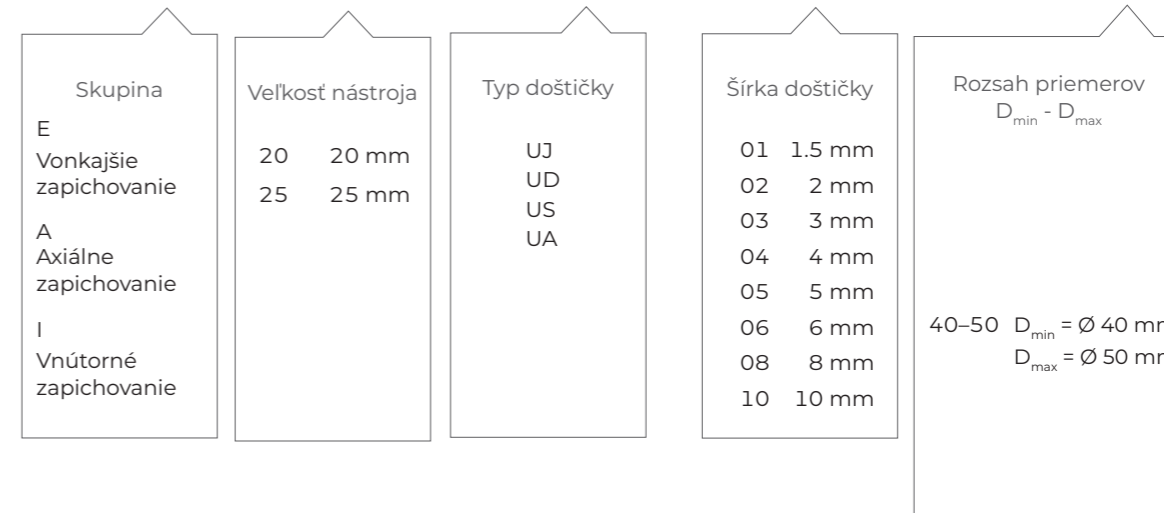 Skupina
E
Vonkajšie
zapichovanie
A
Axiálne
zapichovanie
I
Vnútorné
zapichovanie
Veľkosť nástroja
20 20 mm
25 25 mm
Typ doštičky
UJ
UD
US
UA
Šírka doštičky
01 1.5 mm
02 2 mm
03 3 mm
04 4 mm
05 5 mm
06 6 mm
08 8 mm
10 10 mm
Rozsah priemerov
Dmin - Dmax
40–50 Dmin = Ø 40 mm
Dmax = Ø 50 mm